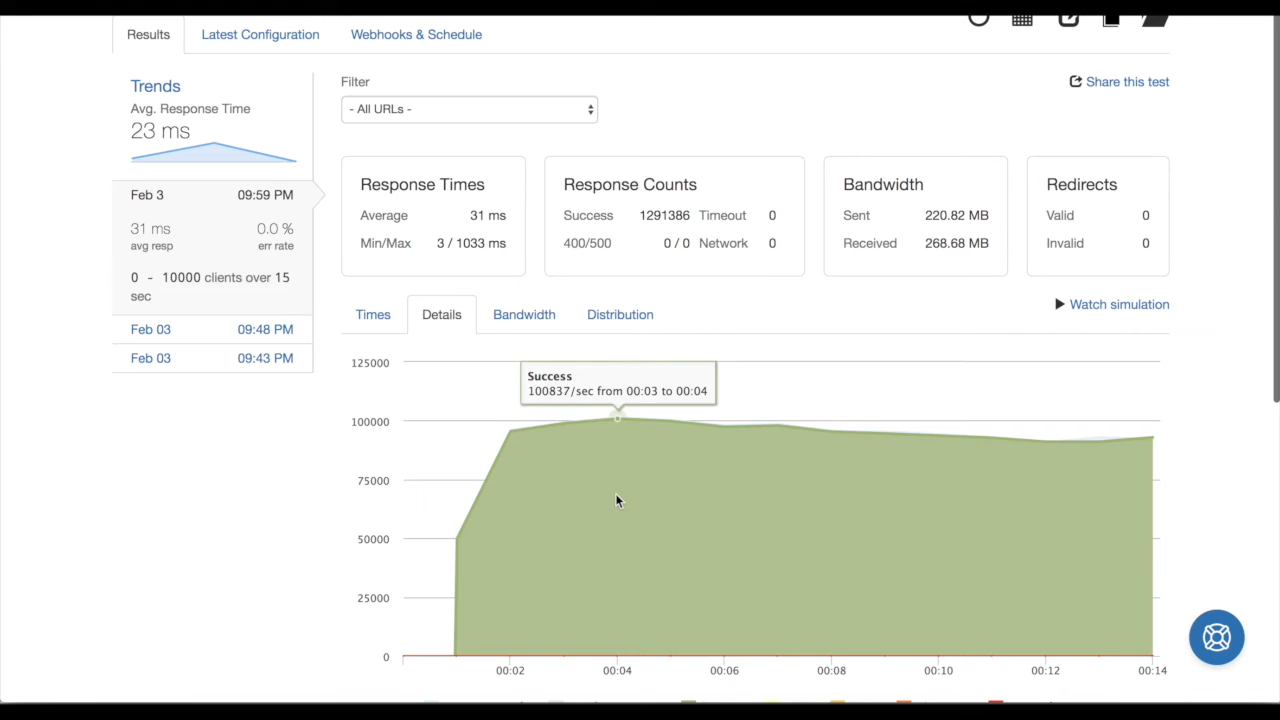 Results
Latest Configuration
Webhooks & Schedule
Trends
Avg. Response Time
23 ms
Feb 3 09:59 PM
31 ms 0.0 %
avg resp err rate
0 - 10000 clients over 15
sec
Feb 03 09:48 PM
Feb 03 09:43 PM
Filter
- All URLs -
Share this test
Response Times
Average 31 ms
Min/Max 3 / 1033 ms
Response Counts
Success 1291386 Timeout 0
400/500 0 / 0 Network 0
Bandwidth
Sent 220.82 MB
Received 268.68 MB
Redirects
Valid 0
Invalid 0
Times
Details
Bandwidth
Distribution
Watch simulation
125000
100000
75000
50000
25000
0
Success
100837/sec from 00:03 to 00:04
00:02 00:04 00:06 00:08 00:10 00:12 00:14